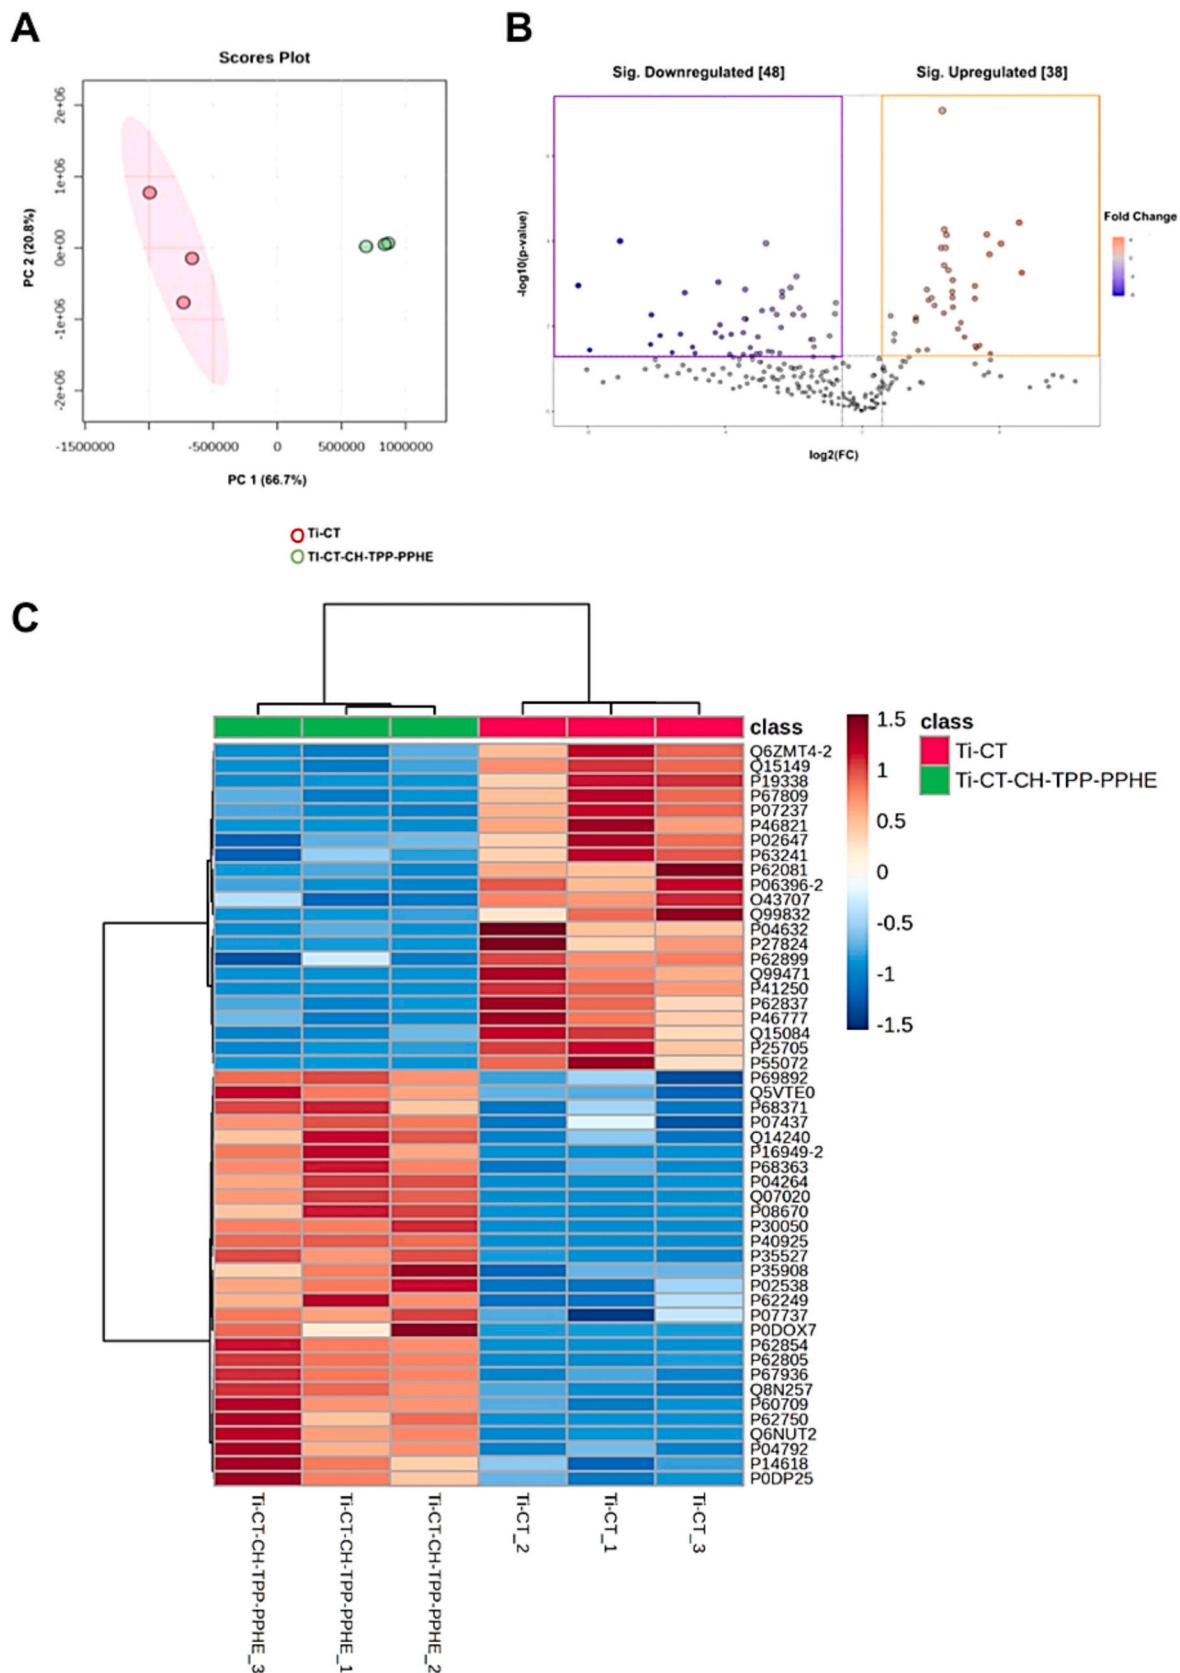 A
Scores Plot
2e+06
1e+06
0e+00
-1e+06
-2e+06
PC 2 (20.8%)
-1500000
-500000
0
500000
1000000
PC 1 (66.7%)
Ti-CT
TI-CT-CH-TPP-PPHE
B
Sig. Downregulated [48]
Sig. Upregulated [38]
-log10(p-value)
log2(FC)
Fold Change
C
class
Q6ZMT4-2
Q15149
P19338
P67809
P07237
P46821
P02647
P63241
P62081
P06396-2
O43707
Q99832
P04632
P27824
P62899
Q99471
P41250
P62837
P46777
Q15084
P25705
P55072
P69892
Q5VTE0
P68371
P07437
Q14240
P16949-2
P68363
P04264
Q07020
P08670
P30050
P40925
P35527
P35908
P02538
P62249
P07737
P0DOX7
P62854
P62805
P67936
Q8N257
P60709
P62750
Q6NUT2
P04792
P14618
P0DP25
Ti-CT-CH-TPP-PPHE_3
Ti-CT-CH-TPP-PPHE_1
Ti-CT-CH-TPP-PPHE_2
Ti-CT_2
Ti-CT_1
Ti-CT_3
1.5
1
0.5
0
-0.5
-1
-1.5
class
Ti-CT
Ti-CT-CH-TPP-PPHE